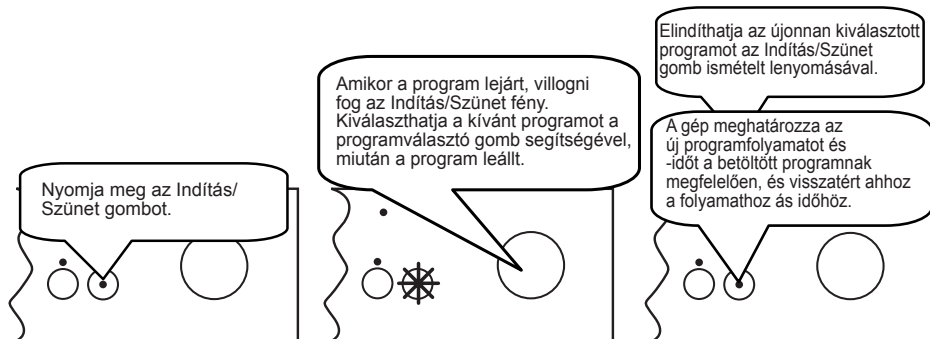 Nyomja meg az Indítás/
Szünet gombot.
Amikor a program lejárt, villogni
fog az Indítás/Szünet fény.
Kiválaszthatja a kívánt programot a
programválasztó gomb segítségével,
miután a program leállt.
Elindíthatja az újonnan kiválasztott
programot az Indítás/Szünet
gomb ismételt lenyomásával.
A gép meghatározza az
új programfolyamatot és
-időt a betöltött programnak
megfelelően, és visszatért ahhoz
a folyamathoz ás időhöz.